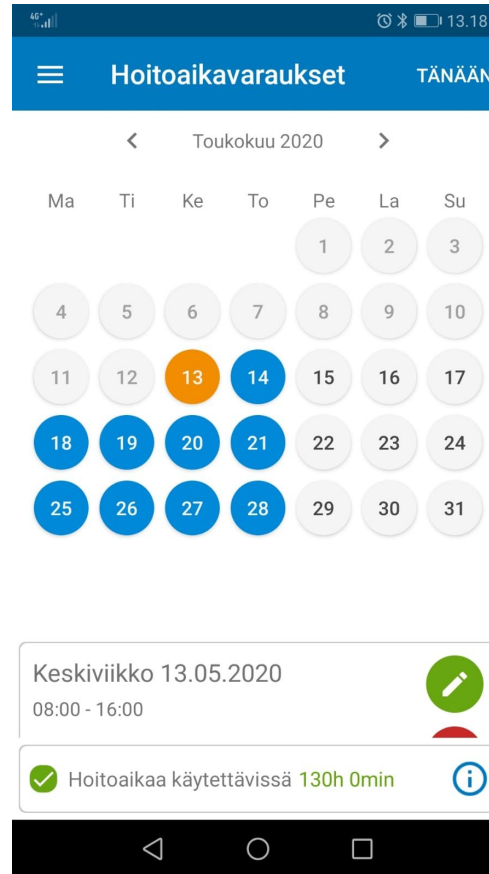 4G+ 13.18
Hoitoaikavaraukset TÄNÄÄN
Toukokuu 2020
Ma Ti Ke To Pe La Su
1 2 3
4 5 6 7 8 9 10
11 12 13 14 15 16 17
18 19 20 21 22 23 24
25 26 27 28 29 30 31
Keskiviikko 13.05.2020
08:00 - 16:00
Hoitoaikaa käytettävissä 130h 0min